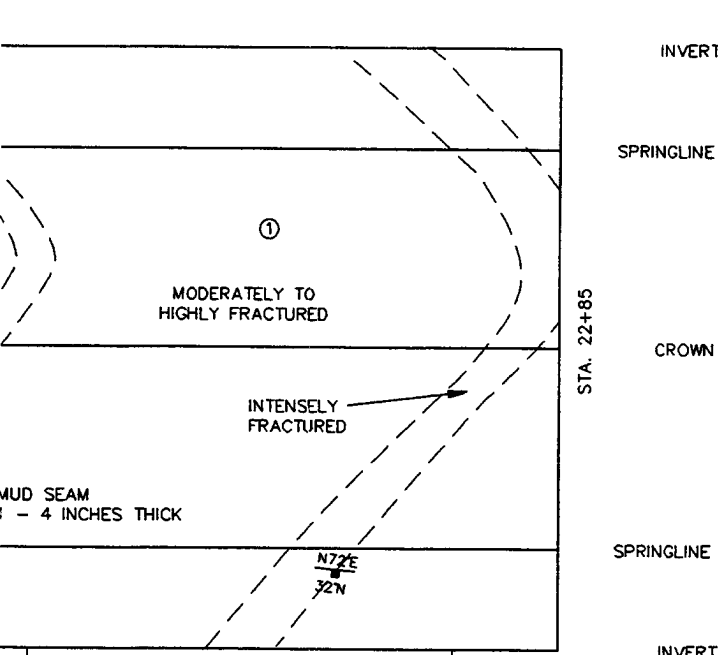 INVERT
SPRINGLINE
①
MODERATELY TO
HIGHLY FRACTURED
STA. 22+85
CROWN
INTENSELY
FRACTURED
MUD SEAM
- 4 INCHES THICK
SPRINGLINE
N72E
32N
INVERT